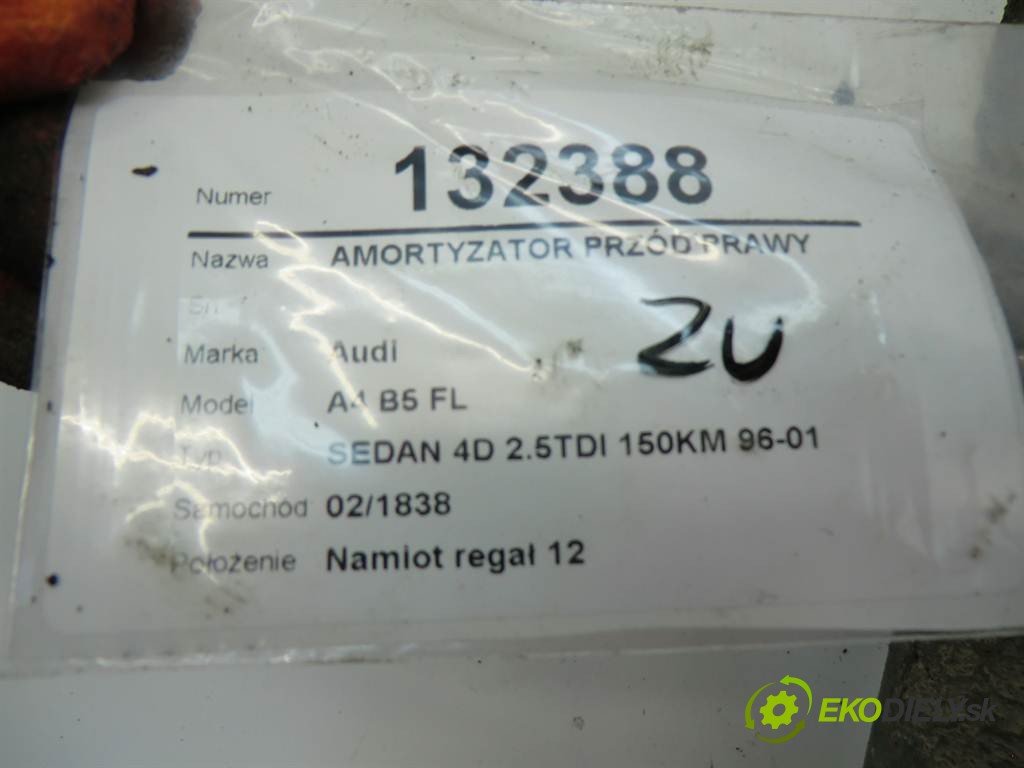 Numer 132388
Nazwa AMORTYZATOR PRZÓD PRAWY
ZU
Marka Audi
Model A4 B5 FL
Typ SEDAN 4D 2.5TDI 150KM 96-01
Samochód 02/1838
Położenie Namiot regał 12
EKODIELY.sk